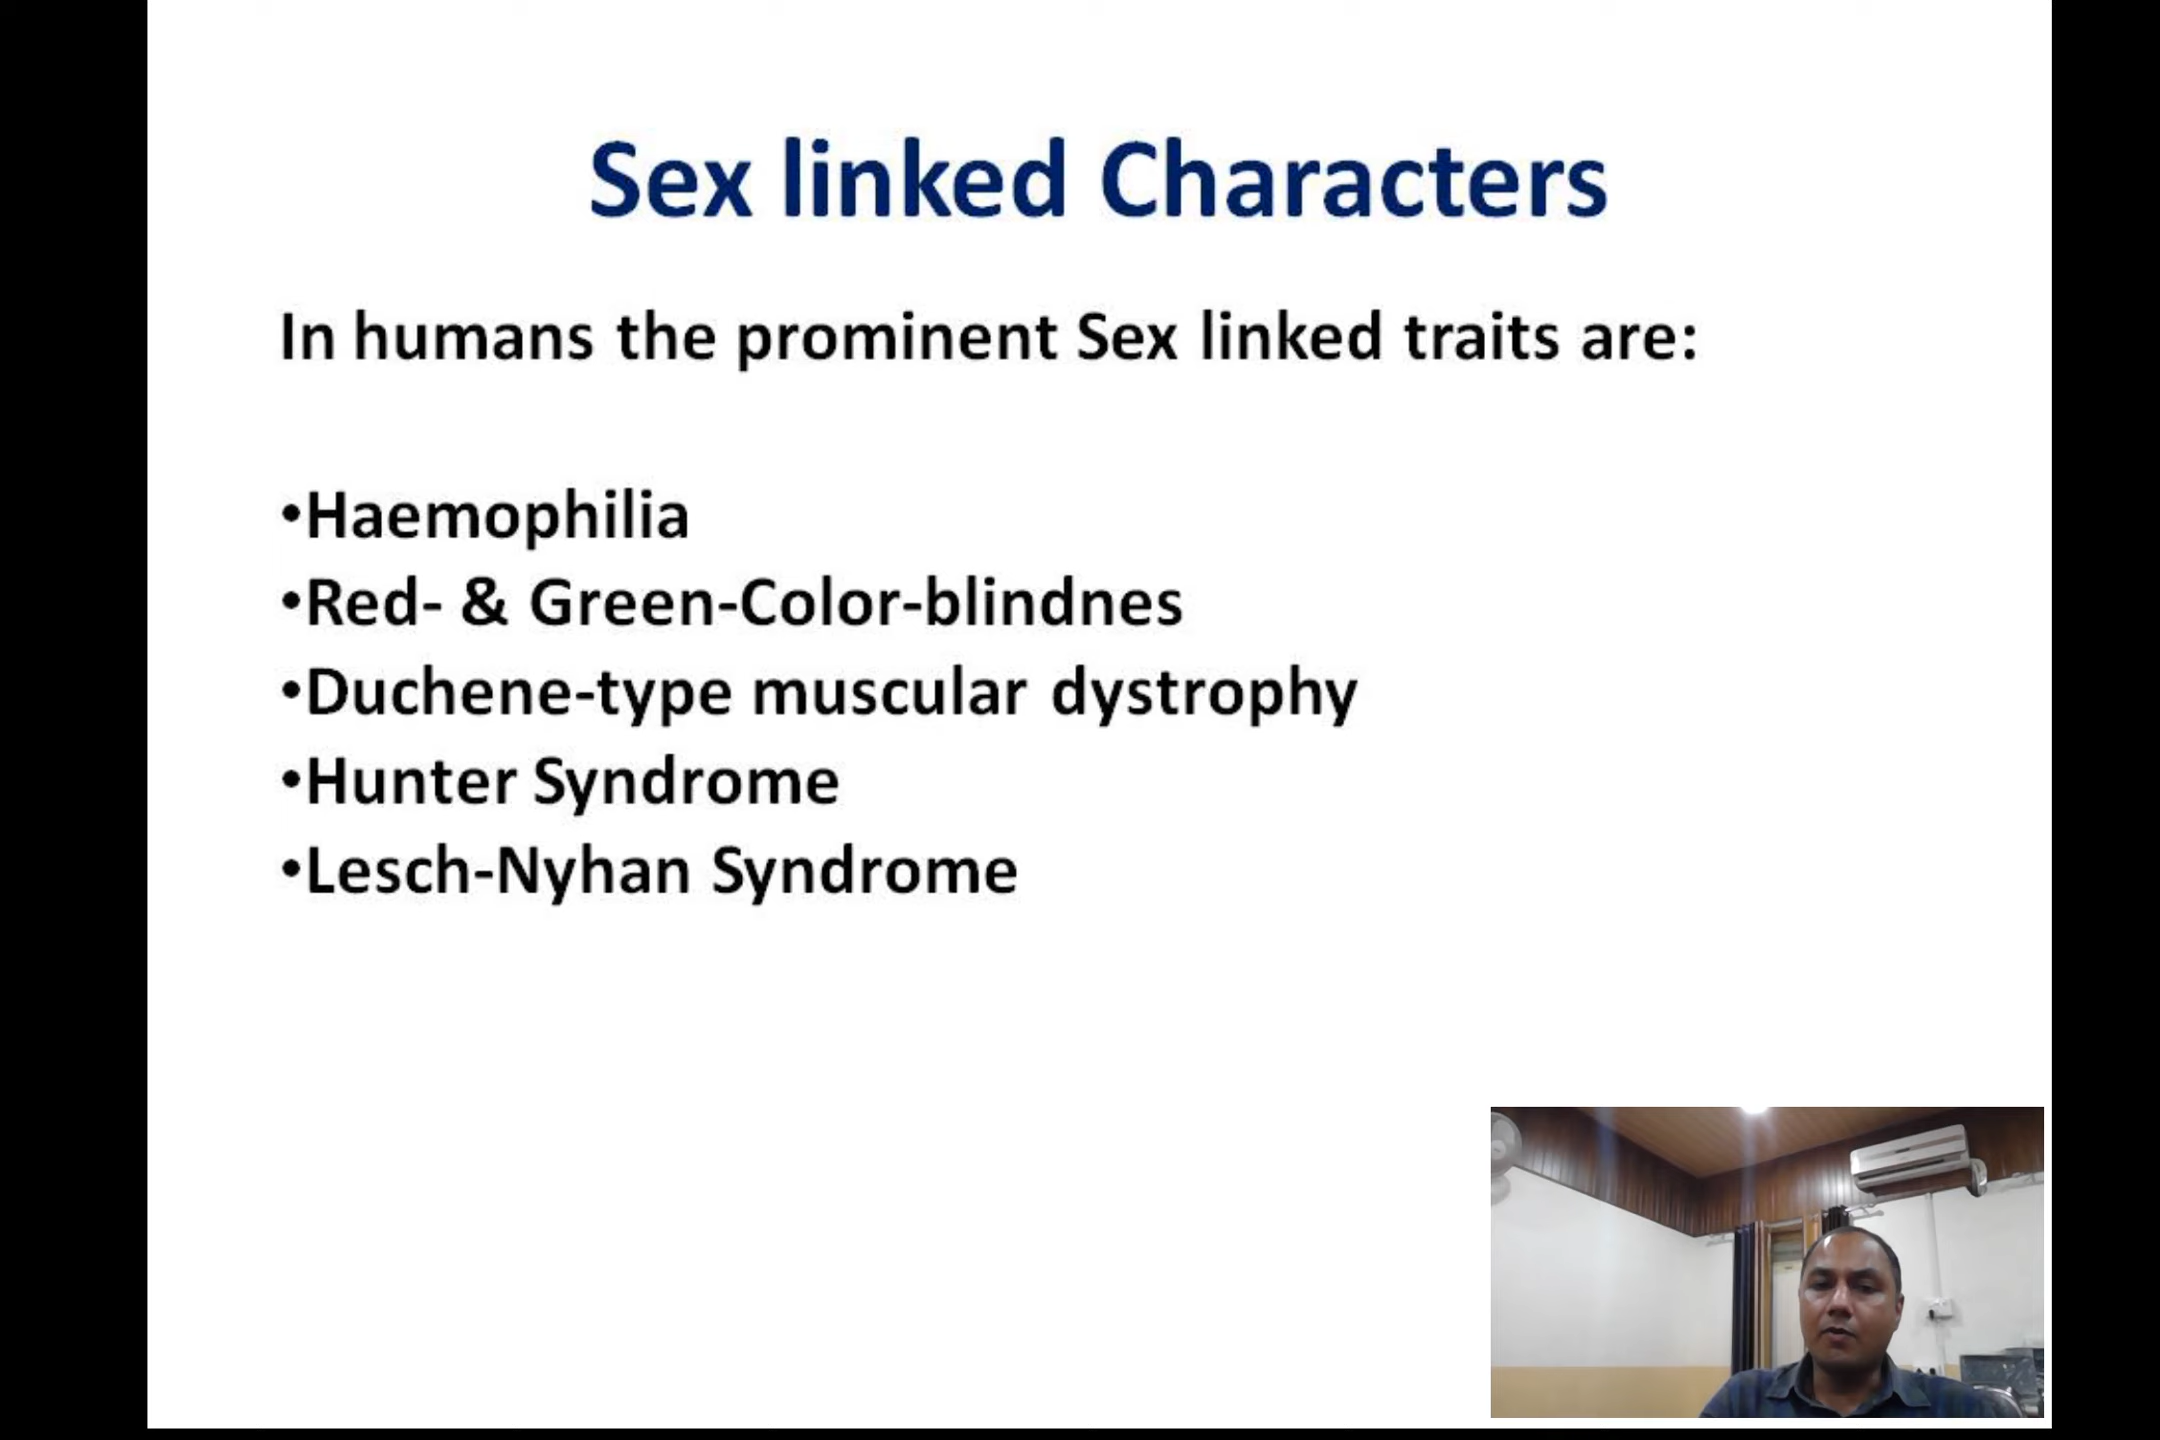 Sex linked Characters
In humans the prominent Sex linked traits are:
•Haemophilia
•Red- & Green-Color-blindnes
•Duchene-type muscular dystrophy
•Hunter Syndrome
•Lesch-Nyhan Syndrome